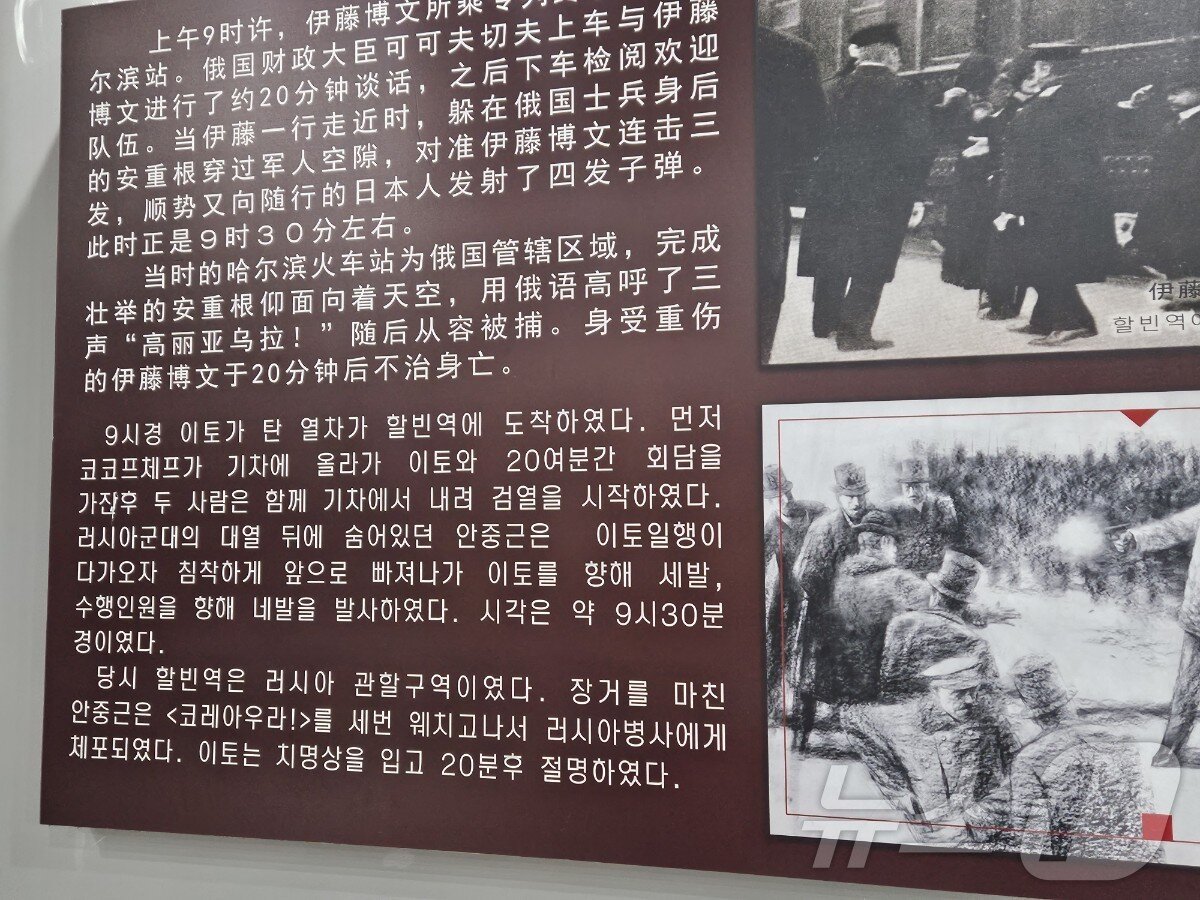 上午9时许，伊藤博文所乘专列
尔滨站。俄国财政大臣可可夫切夫上车与伊藤
博文进行了约20分钟谈话，之后下车检阅欢迎
队伍。当伊藤一行走近时，躲在俄国士兵身后
的安重根穿过军人空隙，对准伊藤博文连击三
发，顺势又向随行的日本人发射了四发子弹。
此时正是9时30分左右。
当时的哈尔滨火车站为俄国管辖区域，完成
壮举的安重根仰面向着天空，用俄语高呼了三
声“高丽亚乌拉！”随后从容被捕。身受重伤
的伊藤博文于20分钟后不治身亡。
9시경 이토가 탄 열차가 할빈역에 도착하였다. 먼저
코코프체프가 기차에 올라가 이토와 20여분간 회담을
가잔후 두 사람은 함께 기차에서 내려 검열을 시작하였다.
러시아군대의 대열 뒤에 숨어있던 안중근은 이토일행이
다가오자 침착하게 앞으로 빠져나가 이토를 향해 세발,
수행인원을 향해 네발을 발사하였다. 시각은 약 9시30분
경이였다.
당시 할빈역은 러시아 관할구역이였다. 장거를 마친
안중근은 <코레아우라!>를 세번 웨치고나서 러시아병사에게
체포되였다. 이토는 치명상을 입고 20분후 절명하였다.
伊藤
할빈역에
뉴스1